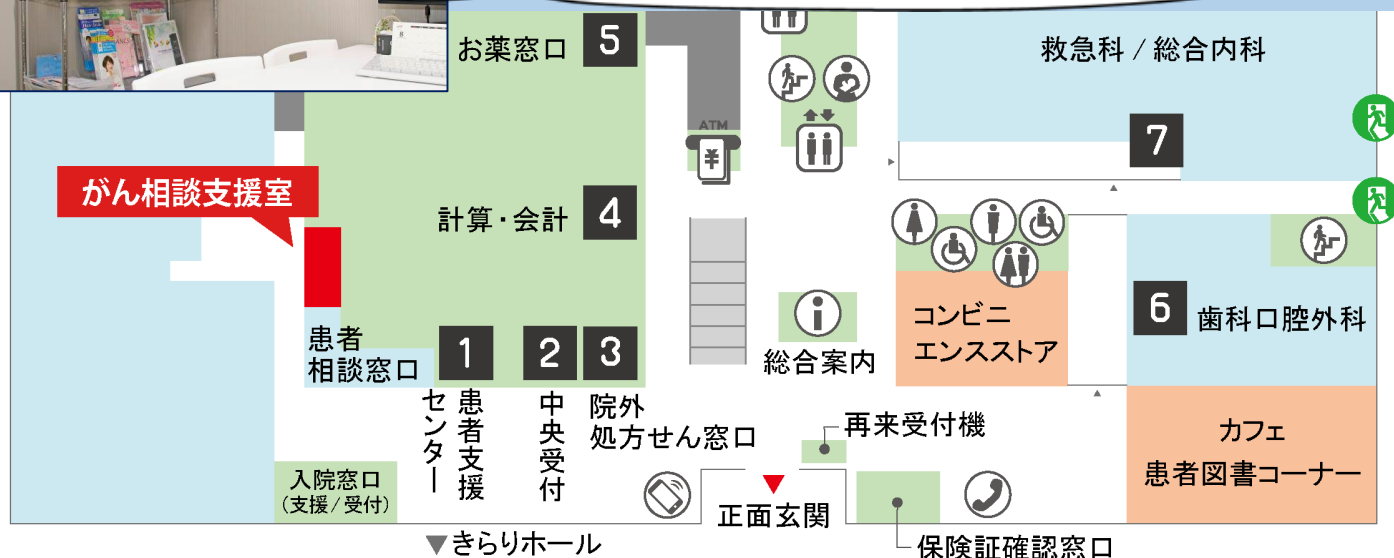 お薬窓口
5
救急科 / 総合内科
ATM
¥
7
がん相談支援室
計算・会計
4
患者
相談窓口
1
2
3
患者支援
センター
中央受付
院外
処方せん窓口
総合案内
コンビニ
エンスストア
6
歯科口腔外科
再来受付機
カフェ
患者図書コーナー
入院窓口
(支援/受付)
正面玄関
▼きらりホール
保険証確認窓口